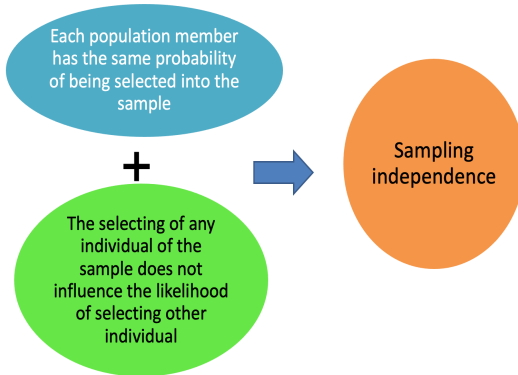 Each population member
has the same probability
of being selected into the
sample
+
The selecting of any
individual of the
sample does not
influence the likelihood
of selecting other
individual
Sampling
independence